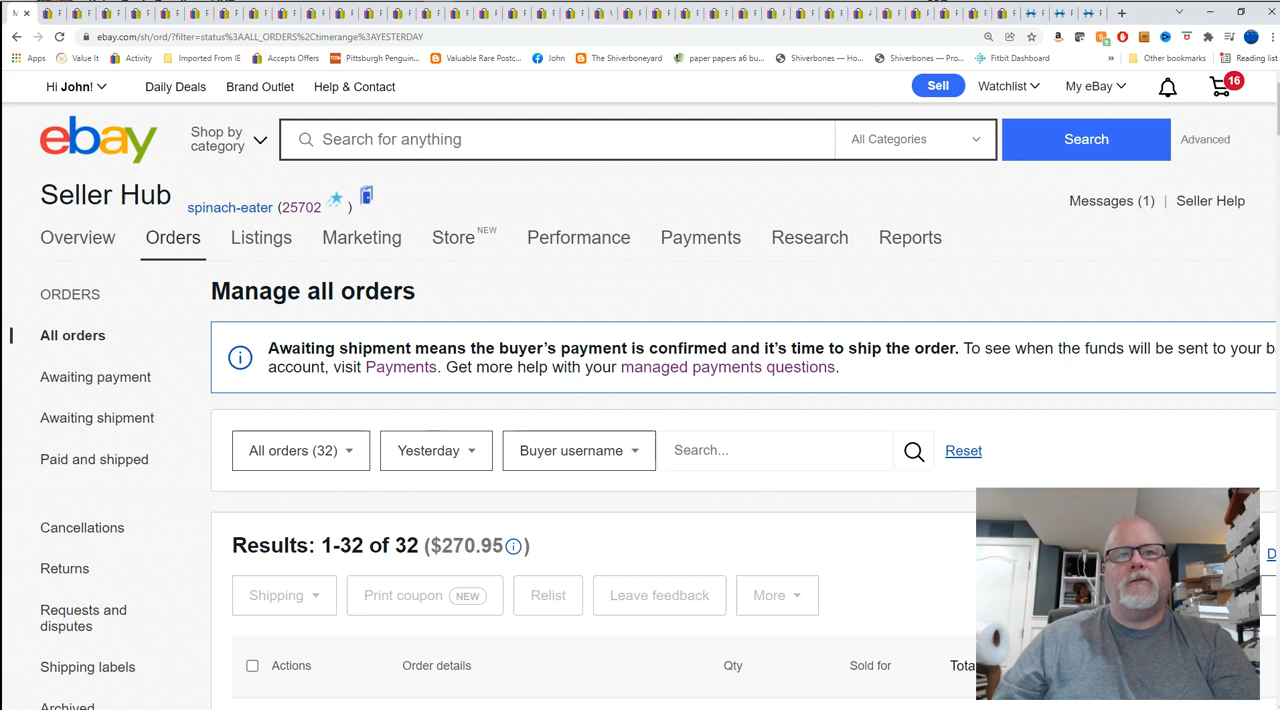 ebay.com/sh/ord/?filter=status%3AALL_ORDERS%2Ctimerange%3AYESTERDAY
Apps Value It Activity Imported From IE Accepts Offers Pittsburgh Penguin... Valuable Rare Postc... John The Shiverboneyard paper papers a6 bu... Shiverbones — Ho... Shiverbones — Pro... Fitbit Dashboard » Other bookmarks Reading list
Hi John! Daily Deals Brand Outlet Help & Contact Sell Watchlist My eBay 16
ebay Shop by category Search for anything All Categories Search Advanced
Seller Hub spinach-eater (25702 ) Messages (1) | Seller Help
Overview Orders Listings Marketing Store NEW Performance Payments Research Reports
ORDERS
Manage all orders
All orders
Awaiting payment
Awaiting shipment
Paid and shipped
Cancellations
Returns
Requests and
disputes
Shipping labels
Archived
Awaiting shipment means the buyer's payment is confirmed and it's time to ship the order. To see when the funds will be sent to your b
account, visit Payments. Get more help with your managed payments questions.
All orders (32) Yesterday Buyer username Search... Reset
Results: 1-32 of 32 ($270.95 )
Shipping Print coupon NEW Relist Leave feedback More
Actions Order details Qty Sold for Tota